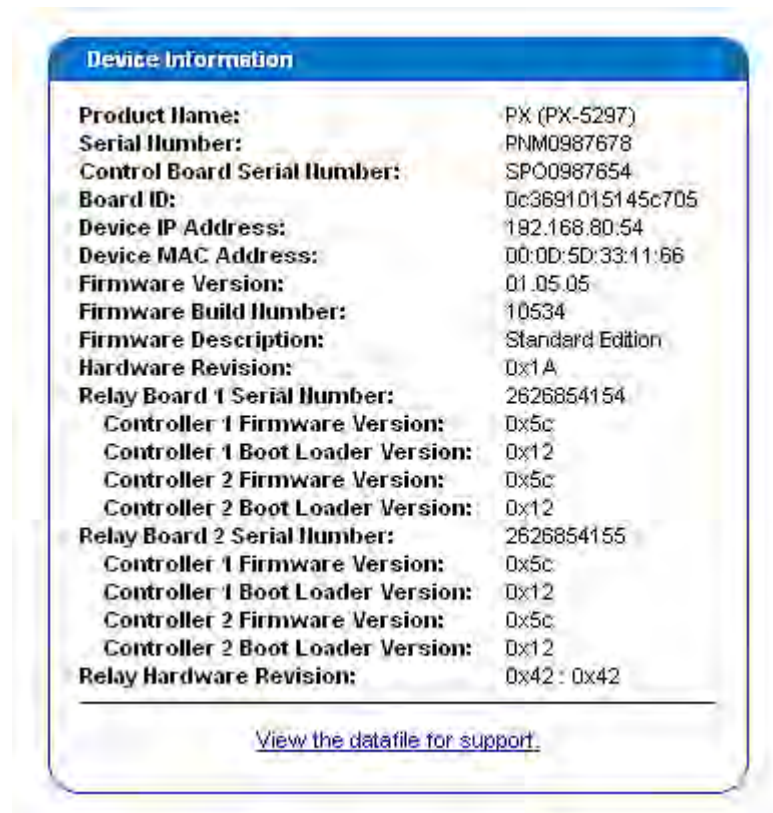 Device Information
Product Name: PX (PX-5297)
Serial Number: PNM0987678
Control Board Serial Number: SPO0987654
Board ID: 0c3691015145c705
Device IP Address: 192.168.80.54
Device MAC Address: 00:0D:5D:33:11:66
Firmware Version: 01.05.05
Firmware Build Number: 10534
Firmware Description: Standard Edition
Hardware Revision: 0x1A
Relay Board 1 Serial Number: 2626854154
Controller 1 Firmware Version: 0x5c
Controller 1 Boot Loader Version: 0x12
Controller 2 Firmware Version: 0x5c
Controller 2 Boot Loader Version: 0x12
Relay Board 2 Serial Number: 2626854155
Controller 1 Firmware Version: 0x5c
Controller 1 Boot Loader Version: 0x12
Controller 2 Firmware Version: 0x5c
Controller 2 Boot Loader Version: 0x12
Relay Hardware Revision: 0x42 : 0x42
View the datafile for support.